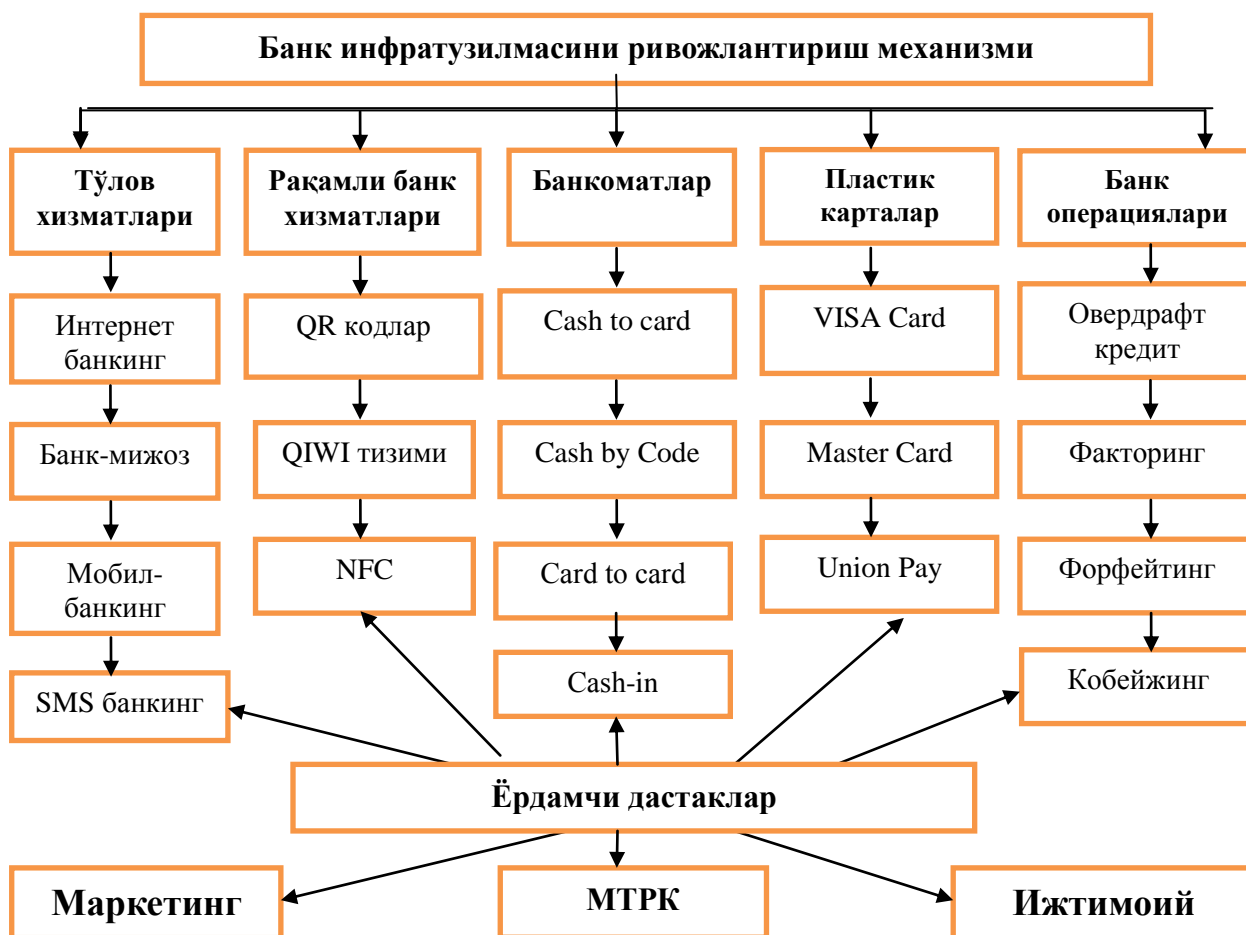 Банк инфратузилмасини ривожлантириш механизми
Тўлов
хизматлари
Рақамли банк
хизматлари
Банкоматлар
Пластик
карталар
Банк
операциялари
Интернет
банкинг
QR кодлар
Cash to card
VISA Card
Овердрафт
кредит
Банк-мижоз
QIWI тизими
Cash by Code
Master Card
Факторинг
Мобил-
банкинг
NFC
Card to card
Union Pay
Форфейтинг
SMS банкинг
Cash-in
Кобейжинг
Ёрдамчи дастаклар
Маркетинг
МТРК
Ижтимоий